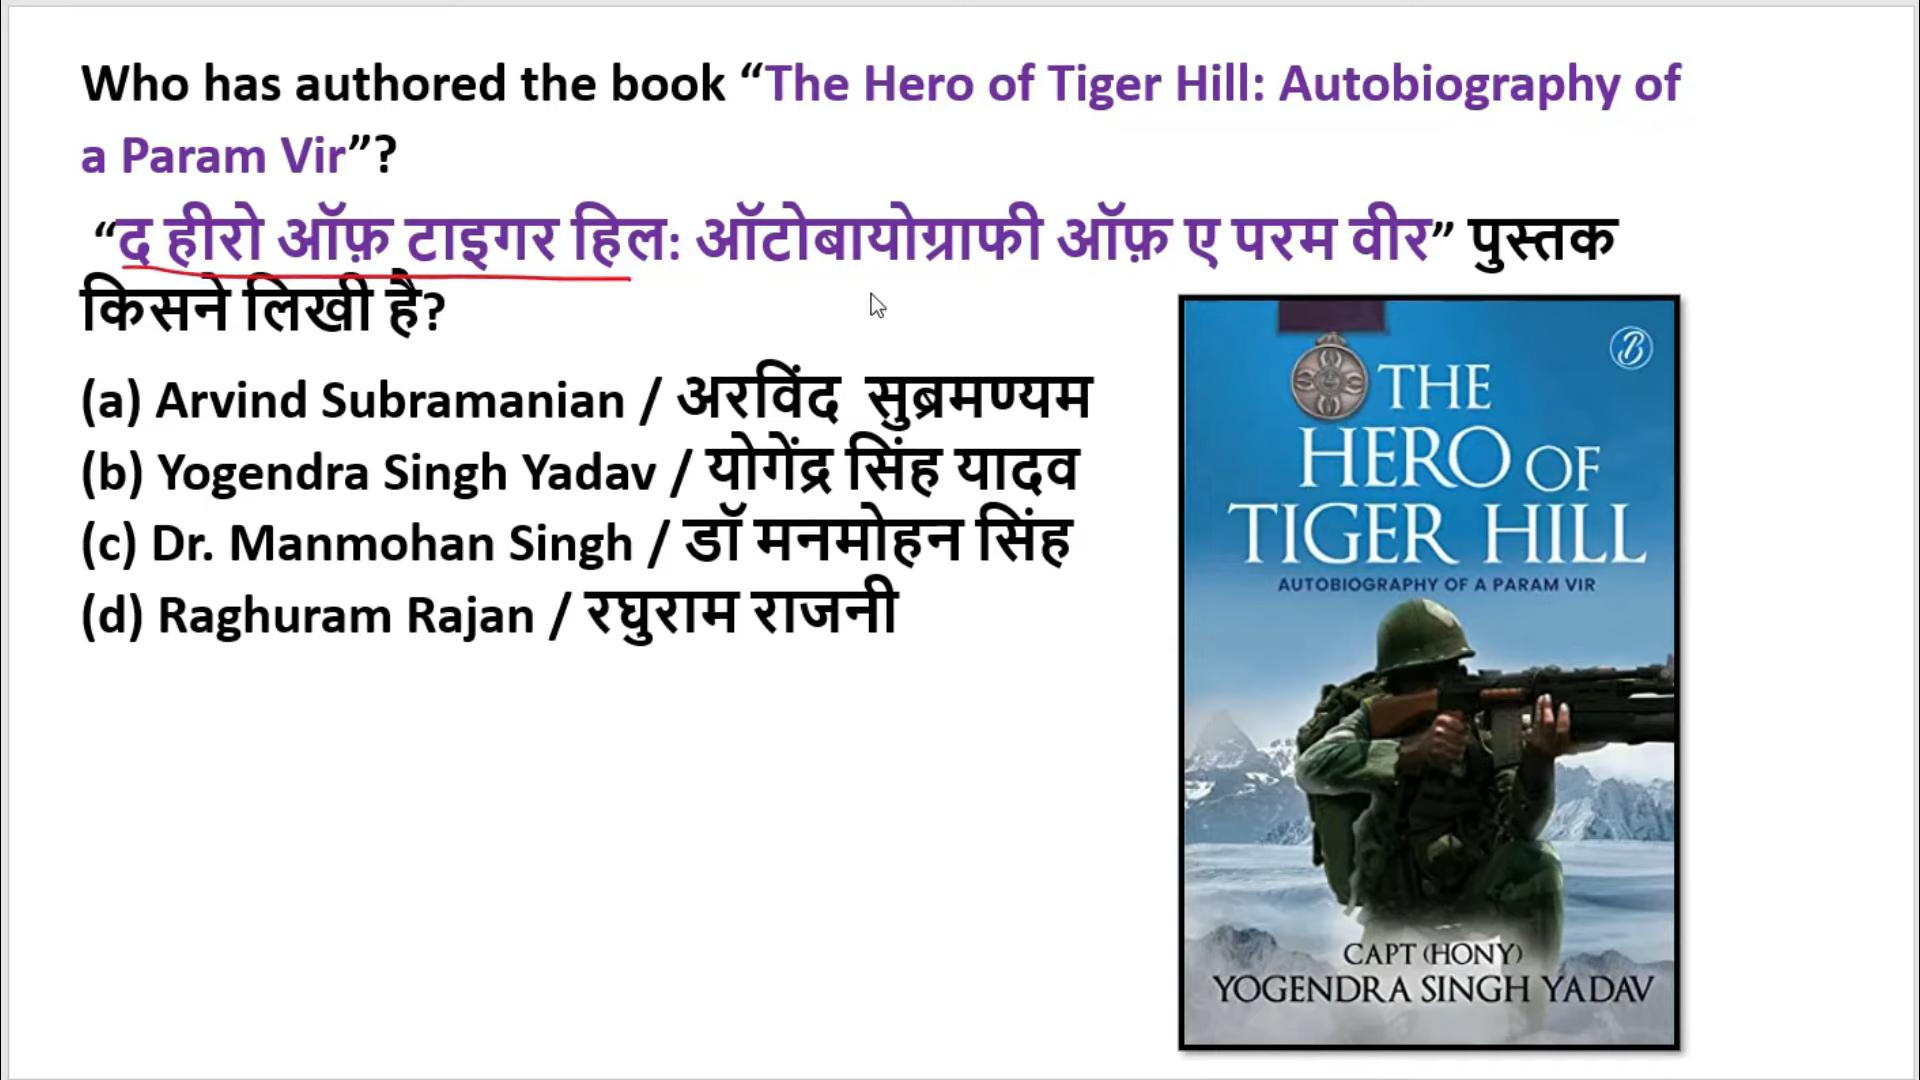 Who has authored the book “The Hero of Tiger Hill: Autobiography of
a Param Vir”?
“द हीरो ऑफ़ टाइगर हिल: ऑटोबायोग्राफी ऑफ़ ए परम वीर” पुस्तक
किसने लिखी है?
(a) Arvind Subramanian / अरविंद सुब्रमण्यम
(b) Yogendra Singh Yadav / योगेंद्र सिंह यादव
(c) Dr. Manmohan Singh / डॉ मनमोहन सिंह
(d) Raghuram Rajan / रघुराम राजनी
B
THE
HERO OF
TIGER HILL
AUTOBIOGRAPHY OF A PARAM VIR
CAPT (HONY)
YOGENDRA SINGH YADAV